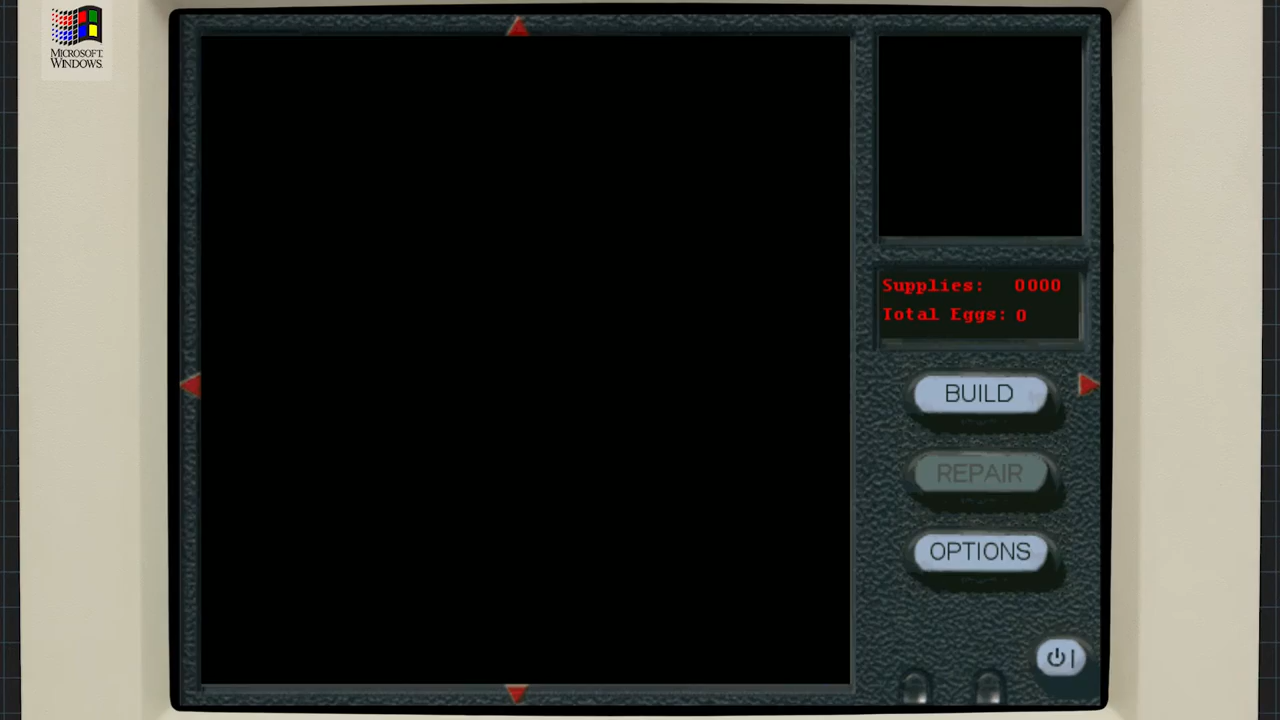 MICROSOFT
WINDOWS.
Supplies: 0000
Total Eggs: 0
BUILD
REPAIR
OPTIONS